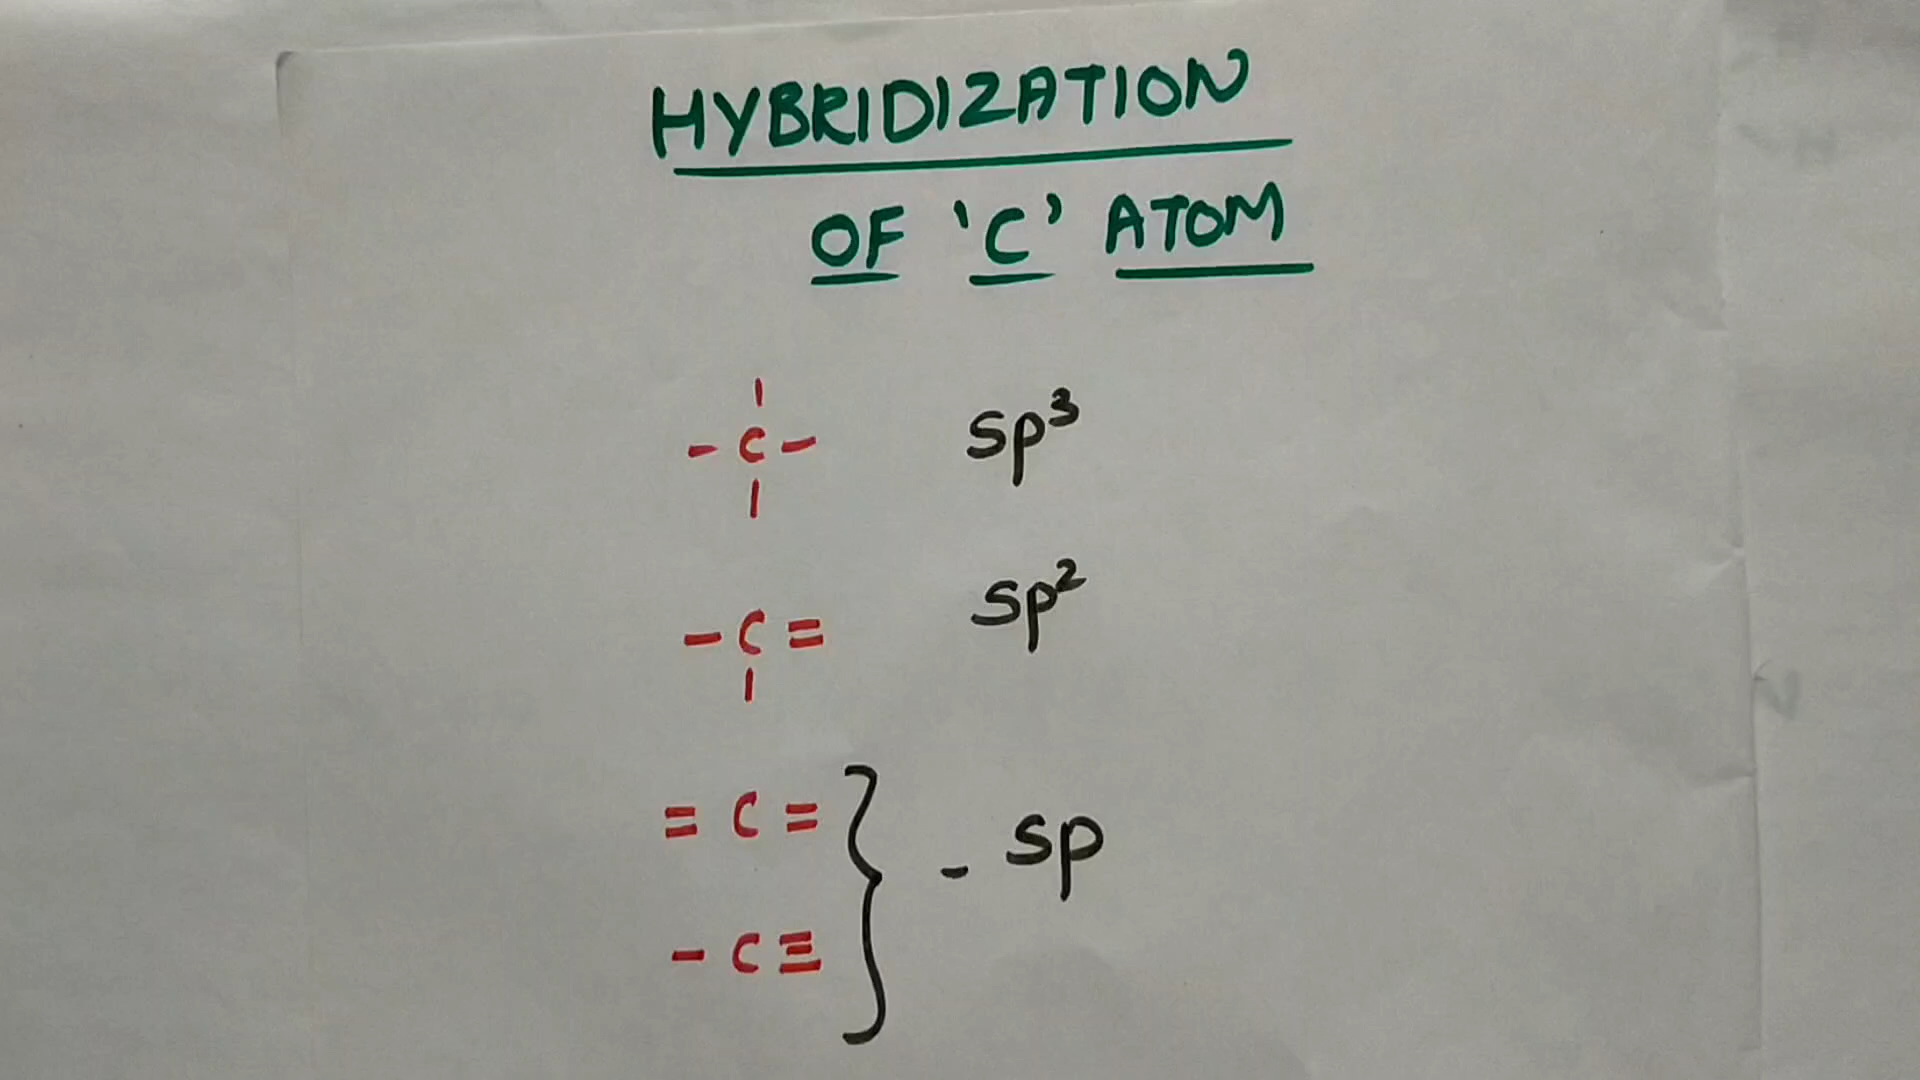 HYBRIDIZATION
OF 'C' ATOM
|
- C - sp³
|
- C = sp²
|
= C =
- sp
- C ≡